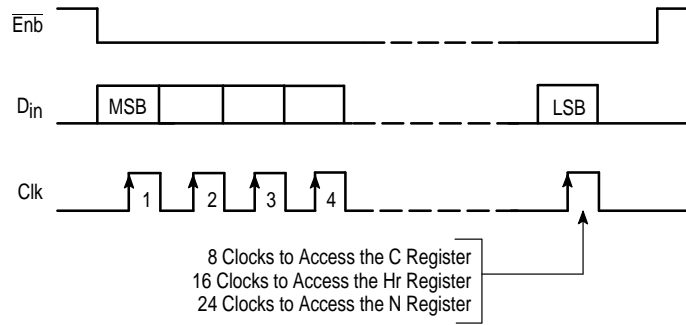 Enb
Din
MSB
LSB
Clk
1
2
3
4
8 Clocks to Access the C Register
16 Clocks to Access the Hr Register
24 Clocks to Access the N Register